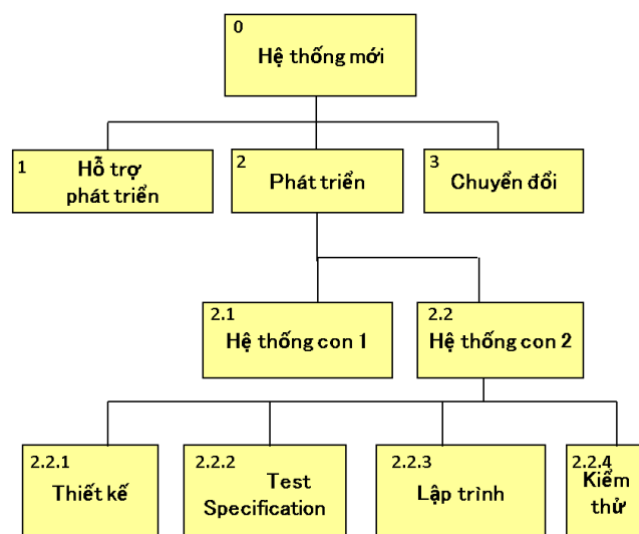 0
Hệ thống mới
1
Hỗ trợ
phát triển
2
Phát triển
3
Chuyển đổi
2.1
Hệ thống con 1
2.2
Hệ thống con 2
2.2.1
Thiết kế
2.2.2
Test
Specification
2.2.3
Lập trình
2.2.4
Kiểm
thử